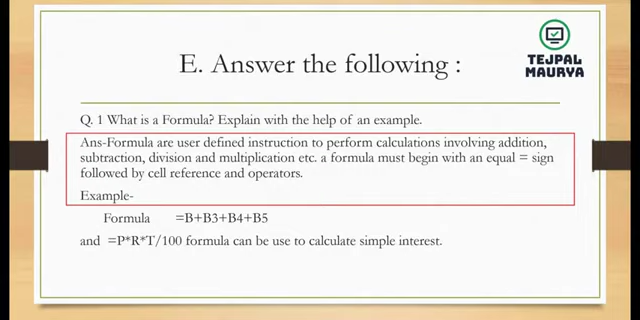 TEJPAL
MAURYA
E. Answer the following :
Q. 1 What is a Formula? Explain with the help of an example.
Ans-Formula are user defined instruction to perform calculations involving addition,
subtraction, division and multiplication etc. a formula must begin with an equal = sign
followed by cell reference and operators.
Example-
Formula =B+B3+B4+B5
and =P*R*T/100 formula can be use to calculate simple interest.